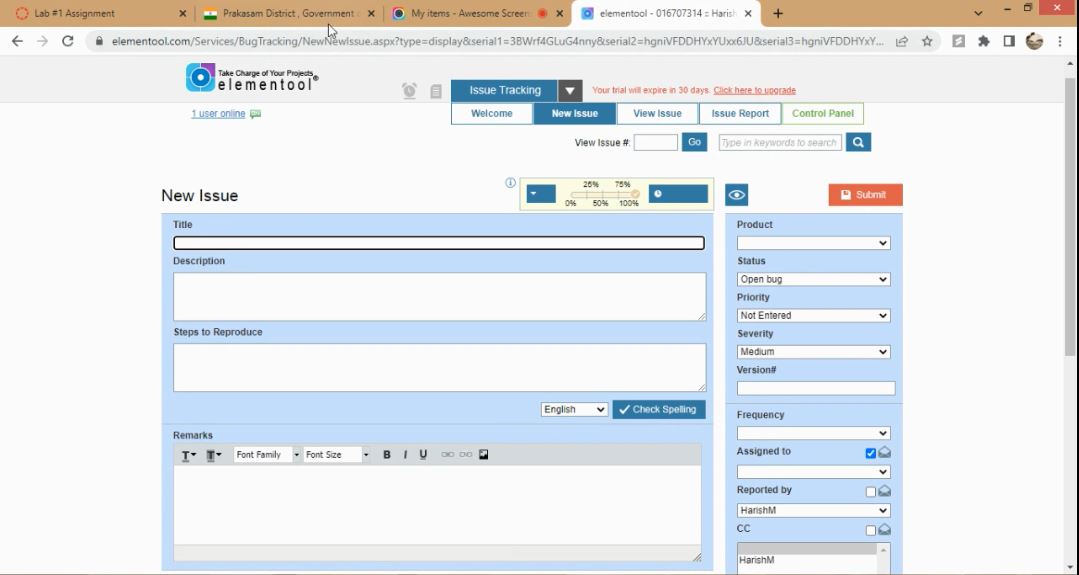 Lab #1 Assignment
Prakasam District , Government
My items - Awesome Screen
elementool - 016707314 :: Harish
elementool.com/Services/BugTracking/NewNewIssue.aspx?type=display&serial1=3BWrf4GLuG4nny&serial2=hgniVFDDHYxYUxx6JU&serial3=hgniVFDDHYxY...
Take Charge of Your Projects
elementool®
Issue Tracking
Your trial will expire in 30 days. Click here to upgrade
1 user online
Welcome
New Issue
View Issue
Issue Report
Control Panel
View Issue #:
Go
Type in keywords to search
New Issue
25% 75%
0% 50% 100%
Submit
Title
Product
Description
Status
Open bug
Priority
Not Entered
Steps to Reproduce
Severity
Medium
Version#
English
Check Spelling
Frequency
Remarks
Assigned to
T T Font Family Font Size B I U
Reported by
HarishM
CC
HarishM